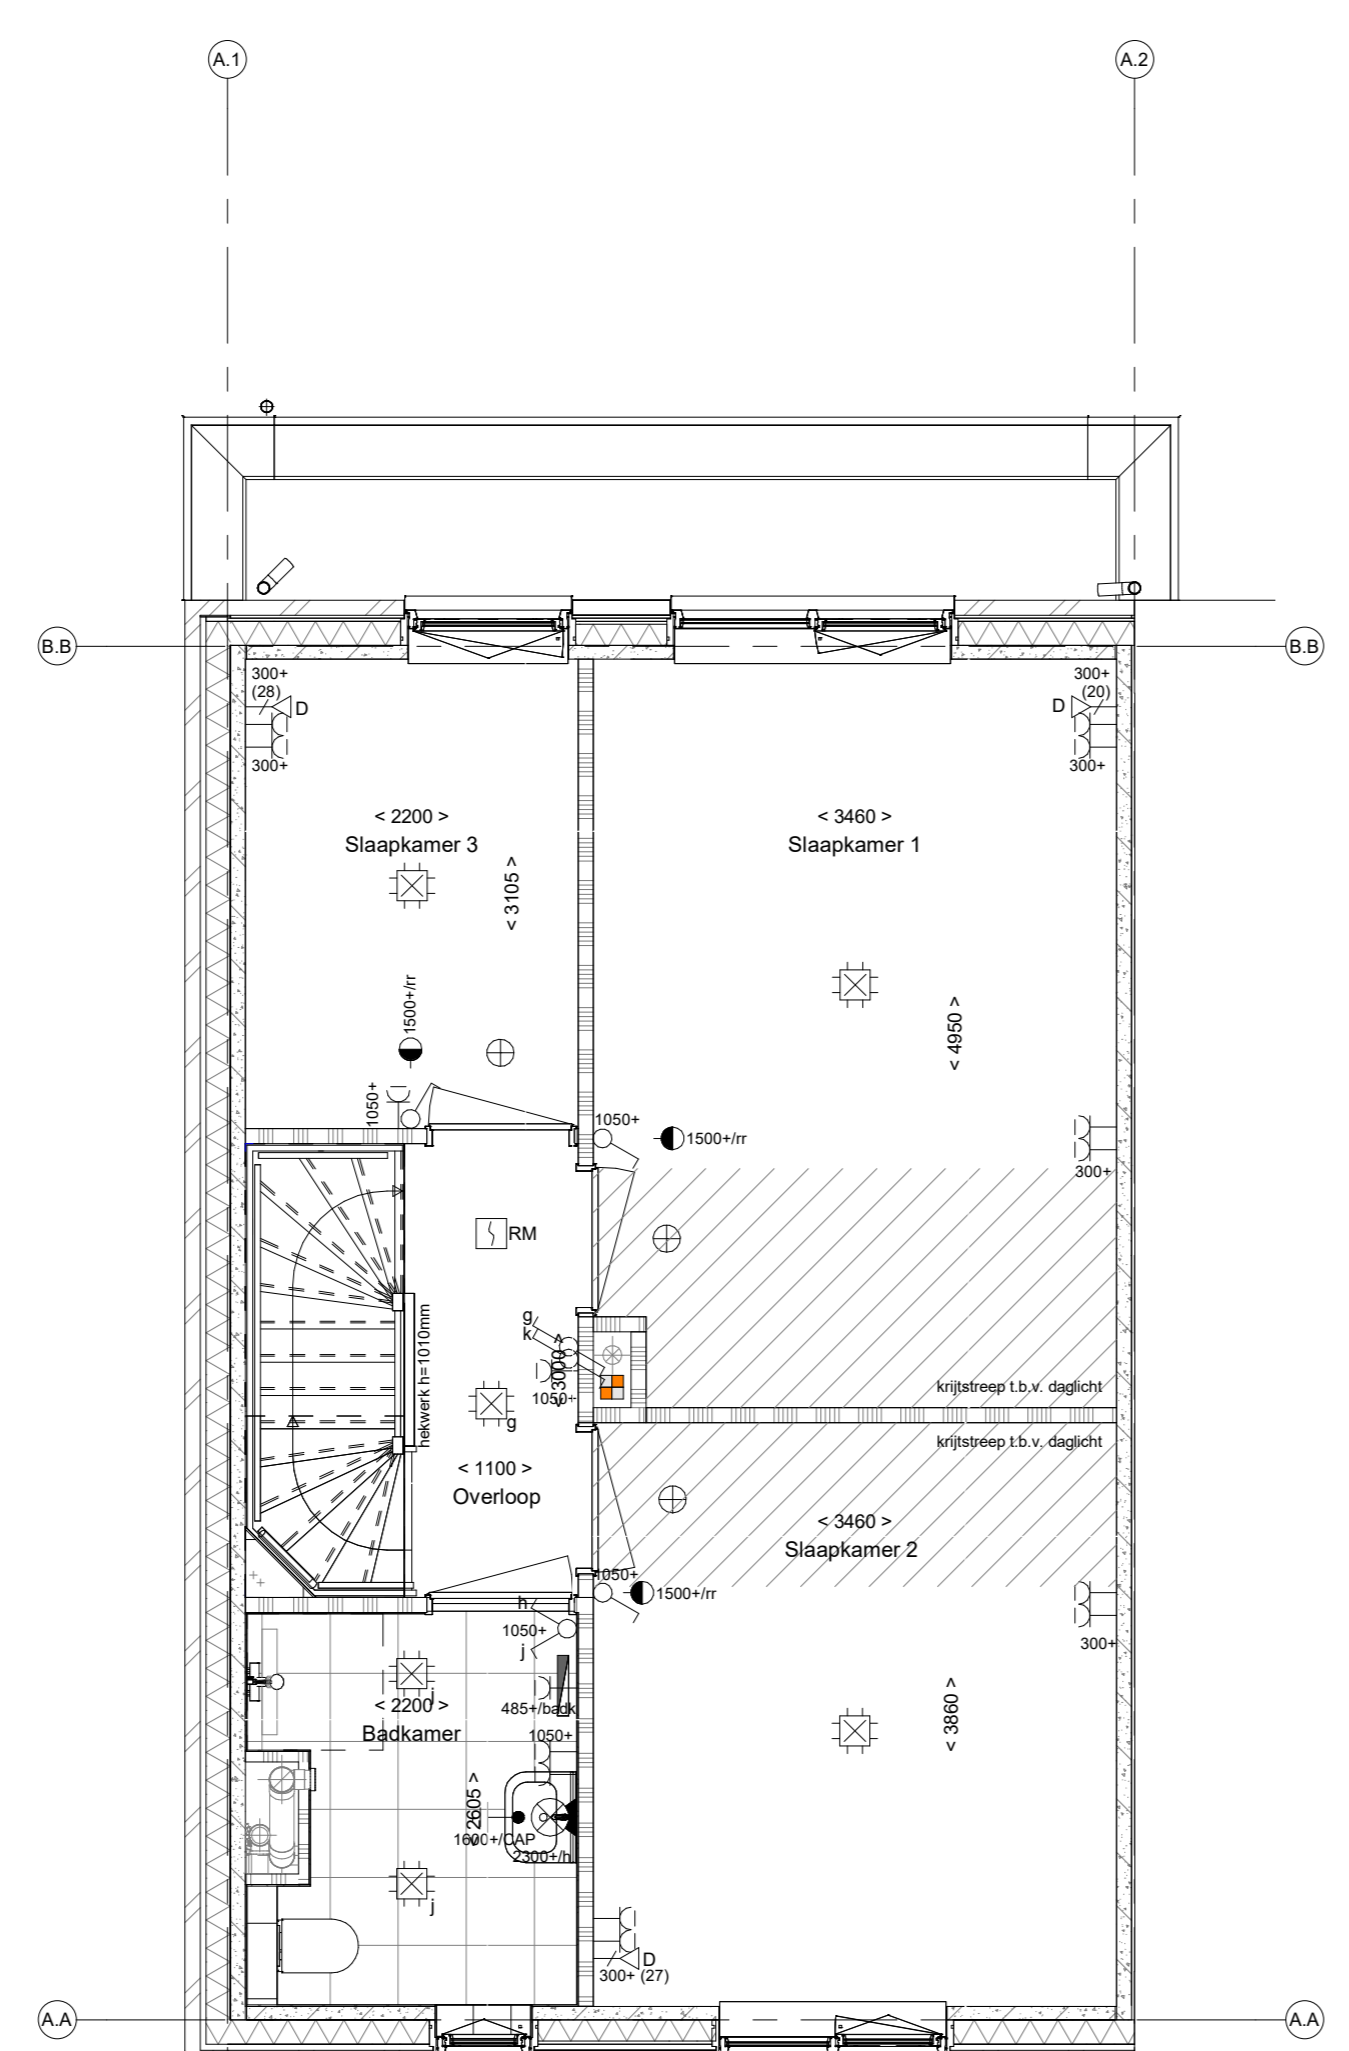 A.1
A.2
B.B
B.B
300+
(28)
D
300+
300+
(20)
D
300+
< 2200 >
Slaapkamer 3
< 3105 >
< 3460 >
Slaapkamer 1
< 4950 >
1500+/rr
1050+
1050+
1500+/rr
300+
RM
hekwerk h=1010mm
g
k
< 3000 >
1050+
g
krijtstreep t.b.v. daglicht
krijtstreep t.b.v. daglicht
< 1100 >
Overloop
< 3460 >
Slaapkamer 2
1050+
1500+/rr
300+
h
1050+
j
j
< 2200 >
Badkamer
485+/badk
1050+
< 2605 >
1600+/CAP
2300+/h
j
< 3860 >
D
300+ (27)
A.A
A.A